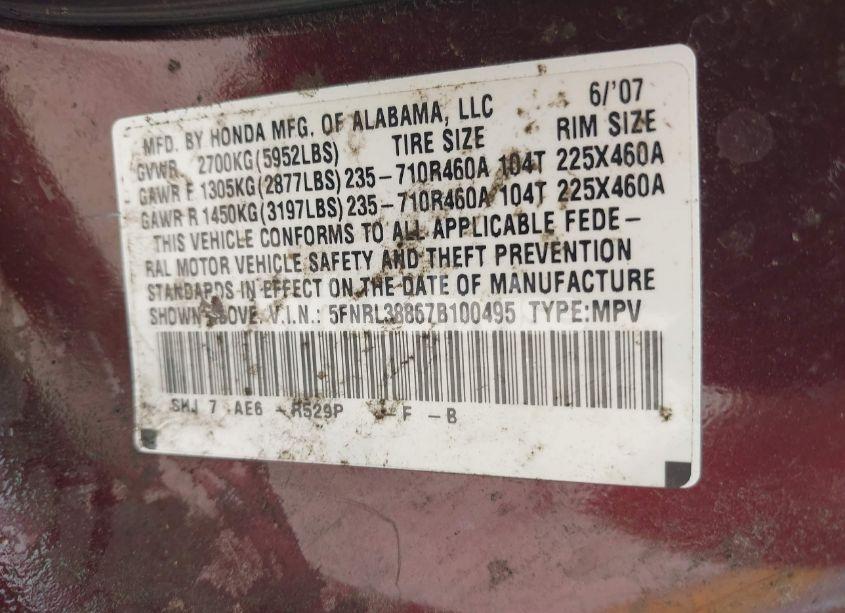 MFD. BY HONDA MFG. OF ALABAMA, LLC 6/'07
GVWR 2700KG(5952LBS) TIRE SIZE RIM SIZE
GAWR F 1305KG(2877LBS) 235-710R460A 104T 225X460A
GAWR R 1450KG(3197LBS) 235-710R460A 104T 225X460A
THIS VEHICLE CONFORMS TO ALL APPLICABLE FEDE-
RAL MOTOR VEHICLE SAFETY AND THEFT PREVENTION
STANDARDS IN EFFECT ON THE DATE OF MANUFACTURE
SHOWN ABOVE. V.I.N.: 5FNRL38867B100495 TYPE:MPV
SHJ 7 AE6 -R529P F -B